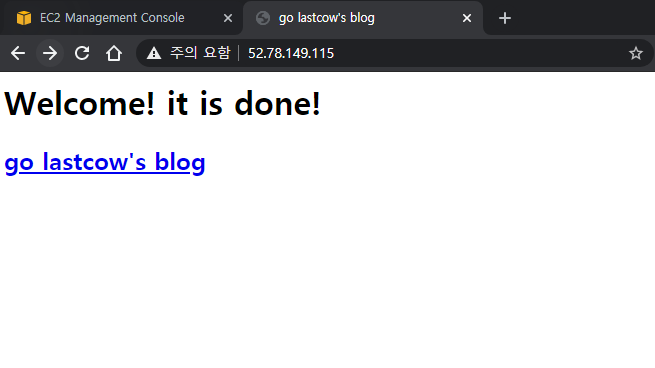 EC2 Management Console
go lastcow's blog
주의 요함 52.78.149.115
Welcome! it is done!
go lastcow's blog